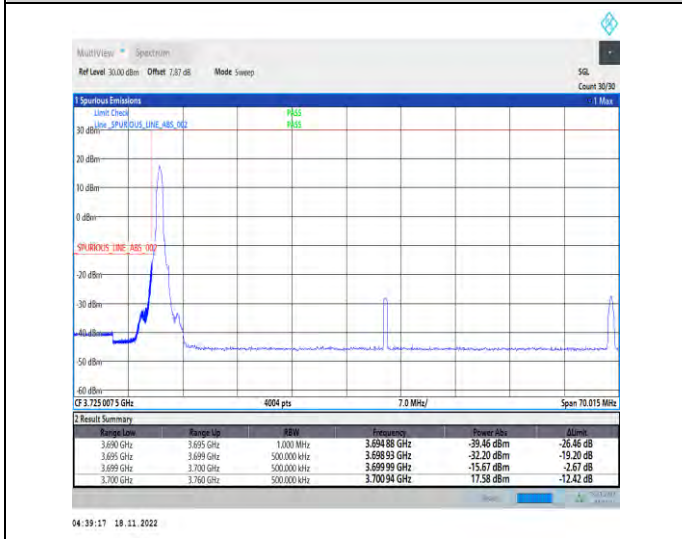 MultiView Spectrum
Ref Level 30.00 dBm Offset 7.87 dB Mode Sweep SGL
Count 30/30
1 Spurious Emissions 1 Max
Limit Check PASS
Line _SPURIOUS_LINE_ABS_002 PASS
30 dBm
20 dBm
10 dBm
0 dBm
_SPURIOUS_LINE_ABS_002
-20 dBm
-30 dBm
-40 dBm
-50 dBm
-60 dBm
CF 3.725 007 5 GHz 4004 pts 7.0 MHz/ Span 70.015 MHz
2 Result Summary
Range Low Range Up RBW Frequency Power Abs ΔLimit
3.690 GHz 3.695 GHz 1.000 MHz 3.694 88 GHz -39.46 dBm -26.46 dB
3.695 GHz 3.699 GHz 500.000 kHz 3.698 93 GHz -32.20 dBm -19.20 dB
3.699 GHz 3.700 GHz 500.000 kHz 3.699 99 GHz -15.67 dBm -2.67 dB
3.700 GHz 3.760 GHz 500.000 kHz 3.700 94 GHz 17.58 dBm -12.42 dB
04:39:17 18.11.2022